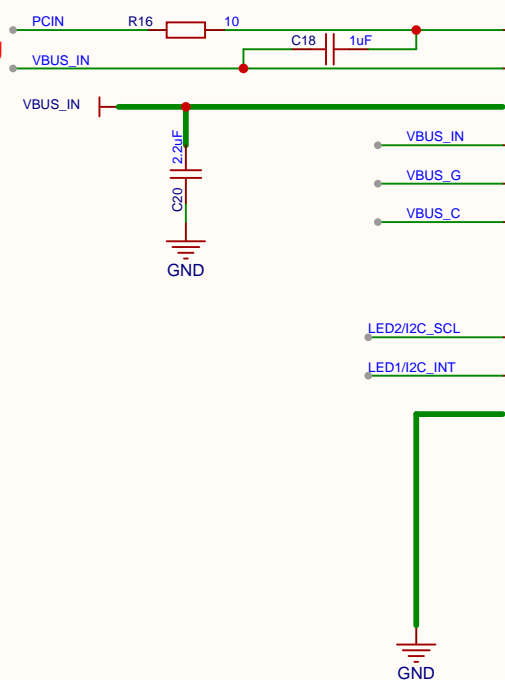 PCIN R16 10
C18 1uF
VBUS_IN
VBUS_IN
2.2uF
C20
GND
VBUS_IN
VBUS_G
VBUS_C
LED2/I2C_SCL
LED1/I2C_INT
GND